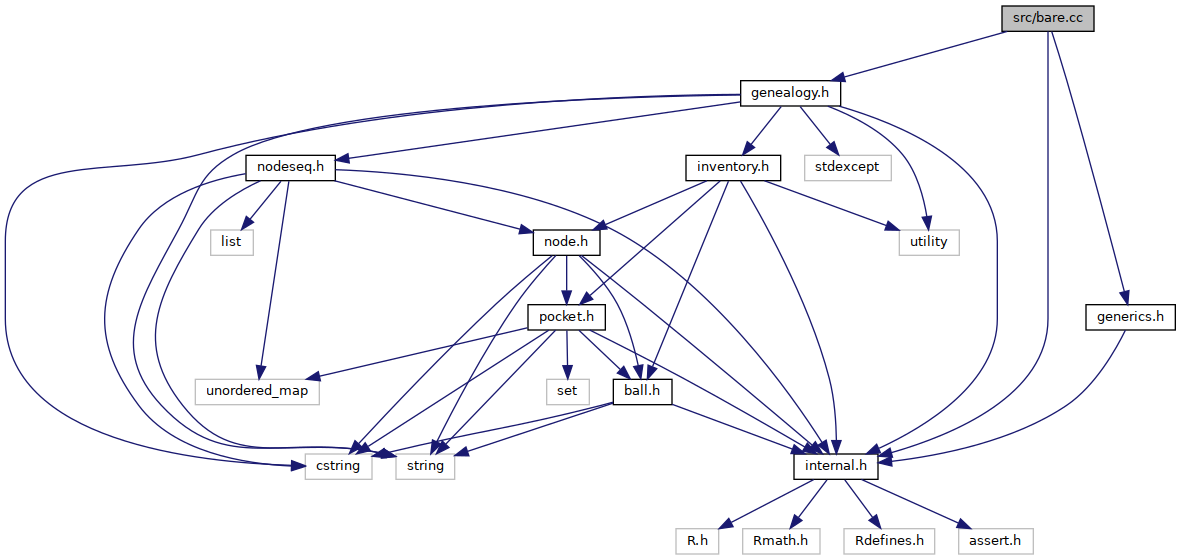 src/bare.cc
genealogy.h
nodeseq.h
inventory.h
stdexcept
list
node.h
utility
pocket.h
generics.h
unordered_map
set
ball.h
cstring
string
internal.h
R.h
Rmath.h
Rdefines.h
assert.h